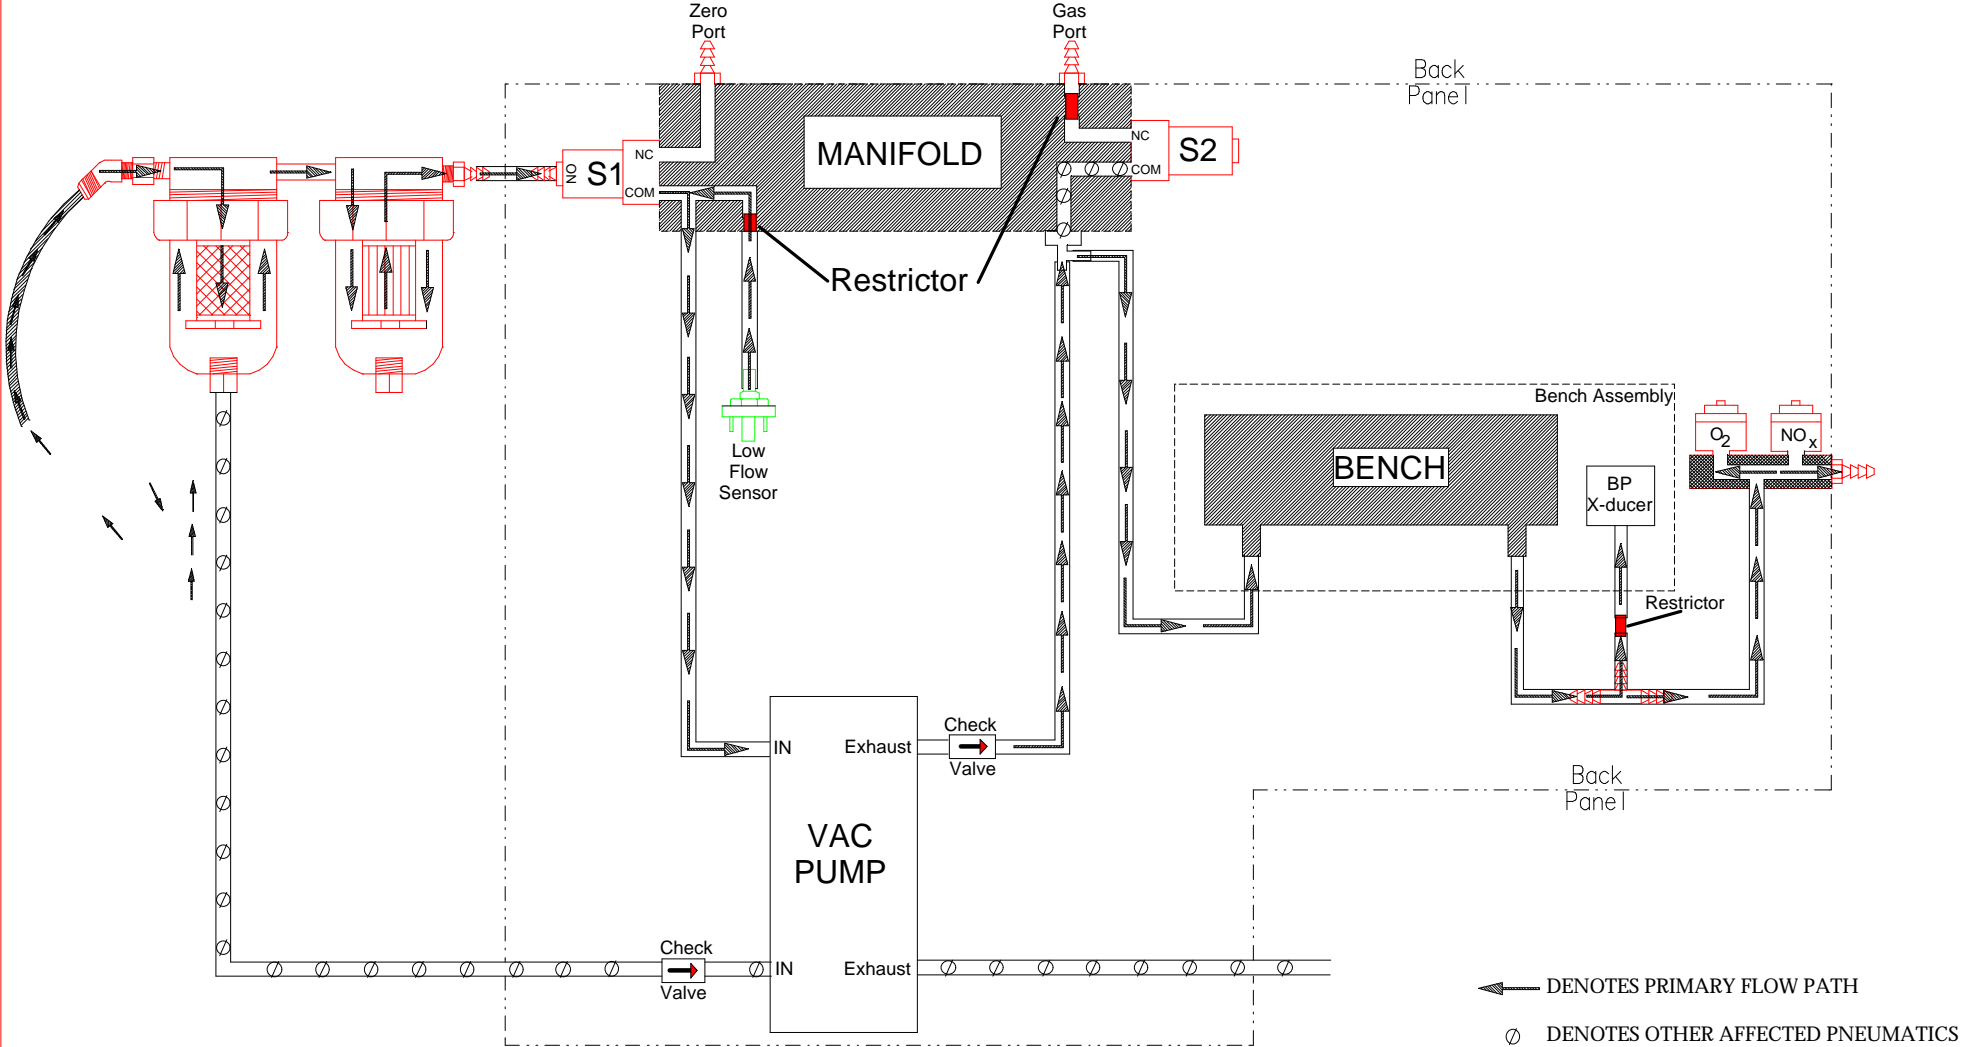 Zero
Port
Gas
Port
Back
Panel
MANIFOLD
NC
NO
S1
COM
NC
S2
COM
Restrictor
Bench Assembly
O2
NOx
Low
Flow
Sensor
BENCH
BP
X-ducer
Restrictor
IN
Exhaust
Check
Valve
Back
Panel
VAC
PUMP
Check
Valve
IN
Exhaust
DENOTES PRIMARY FLOW PATH
DENOTES OTHER AFFECTED PNEUMATICS